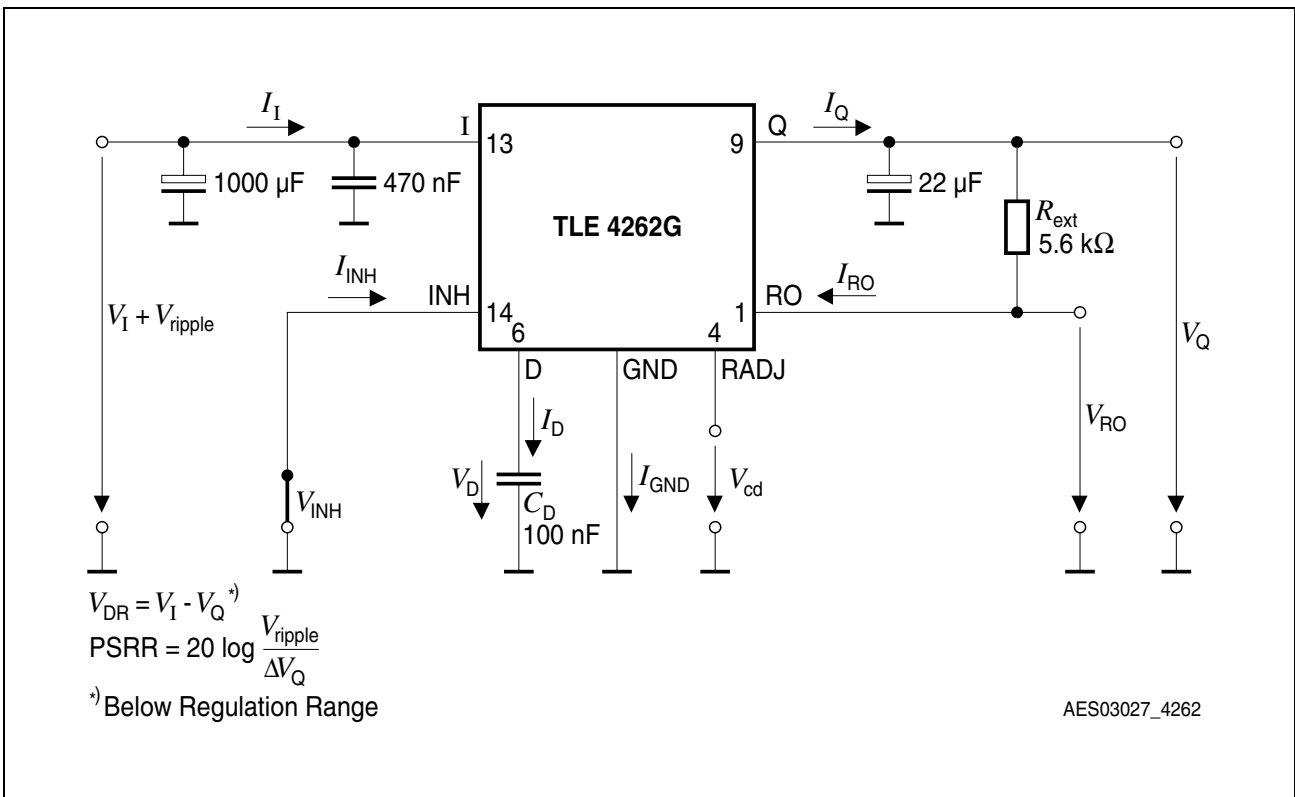 I_I
I
13
9
Q
I_Q
1000 µF
470 nF
22 µF
TLE 4262G
R_ext
5.6 kΩ
I_INH
INH
14
6
4
1
RO
I_RO
V_I + V_ripple
V_Q
D
GND
RADJ
I_D
V_D
C_D
100 nF
I_GND
V_cd
V_RO
V_INH
V_DR = V_I - V_Q *)
PSRR = 20 log V_ripple / ΔV_Q
*) Below Regulation Range
AES03027_4262